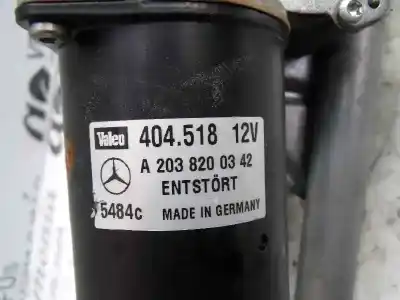 Valeo 404.518 12V
A 203 820 03 42
ENTSTÖRT
5484c MADE IN GERMANY